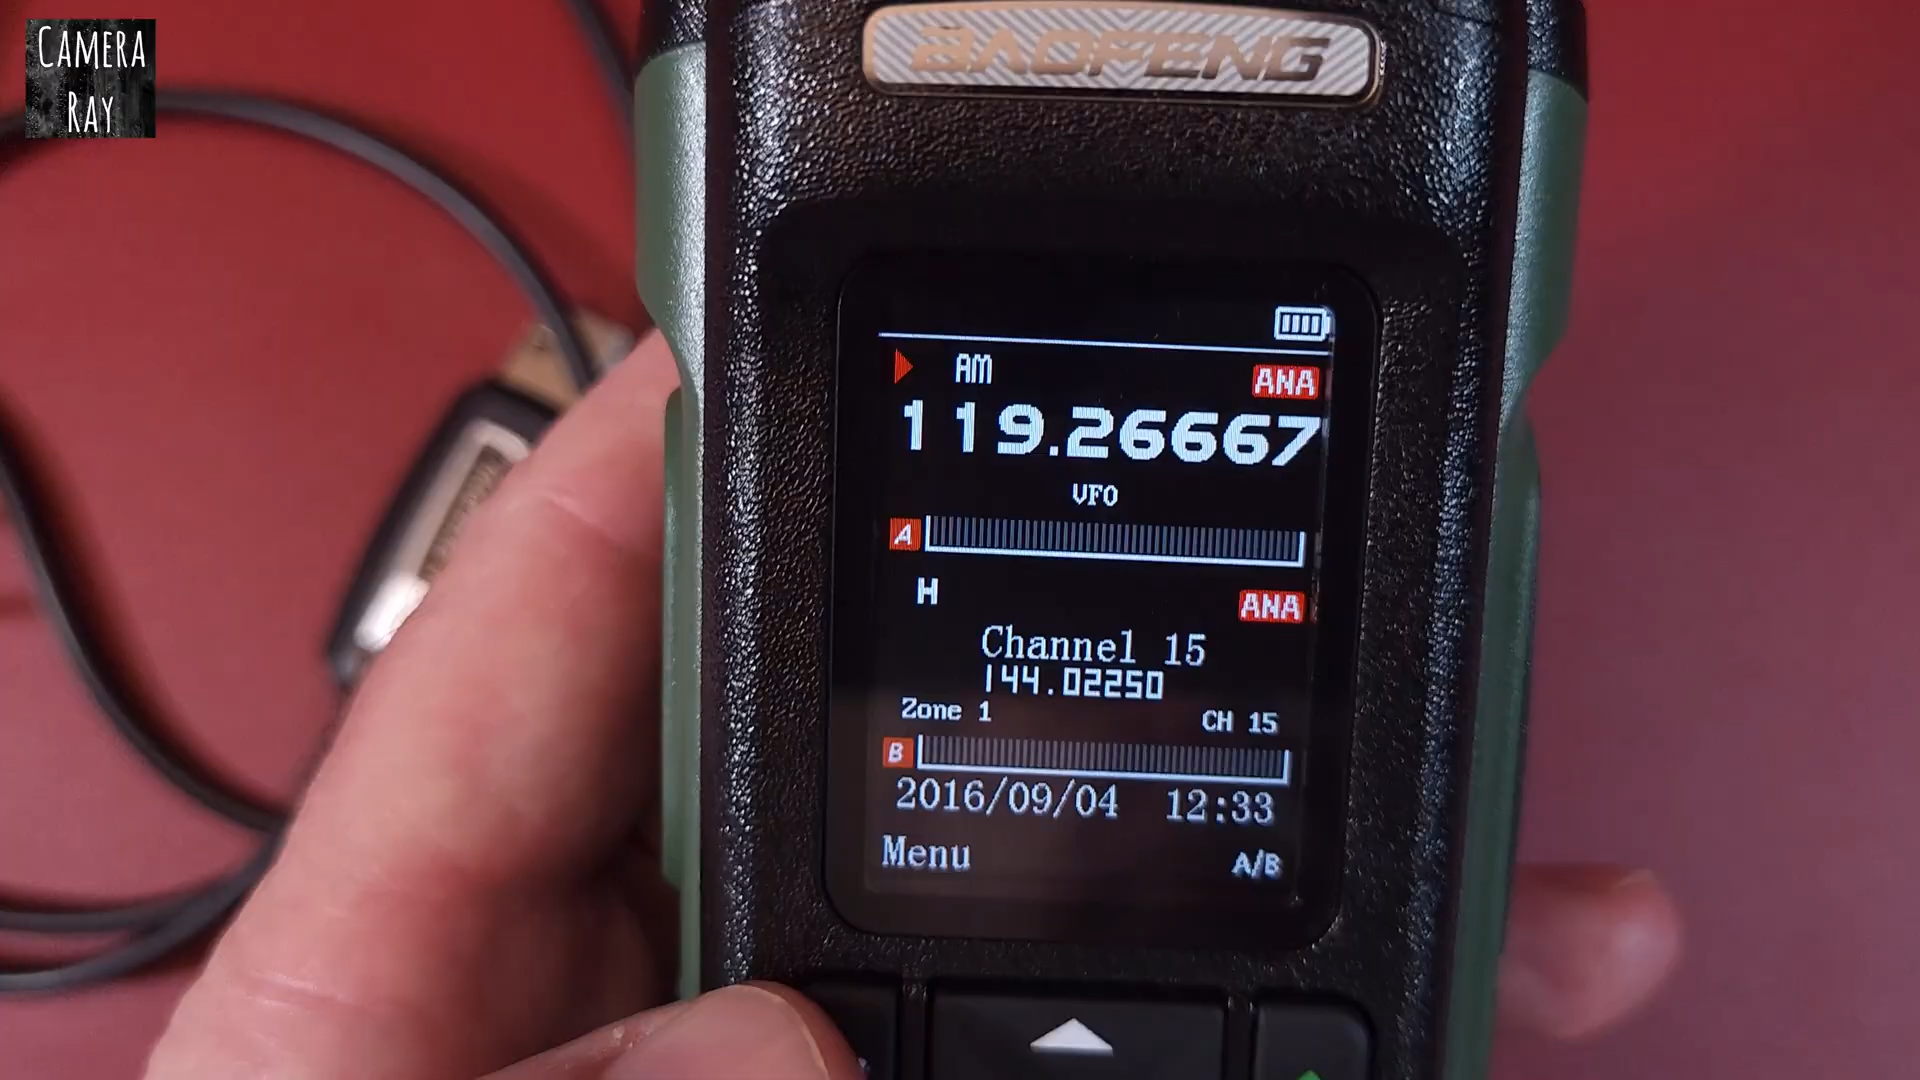 CAMERA
RAY
BAOFENG
AM ANA
119.26667
VFO
A
H ANA
Channel 15
144.02250
Zone 1 CH 15
B
2016/09/04 12:33
Menu A/B